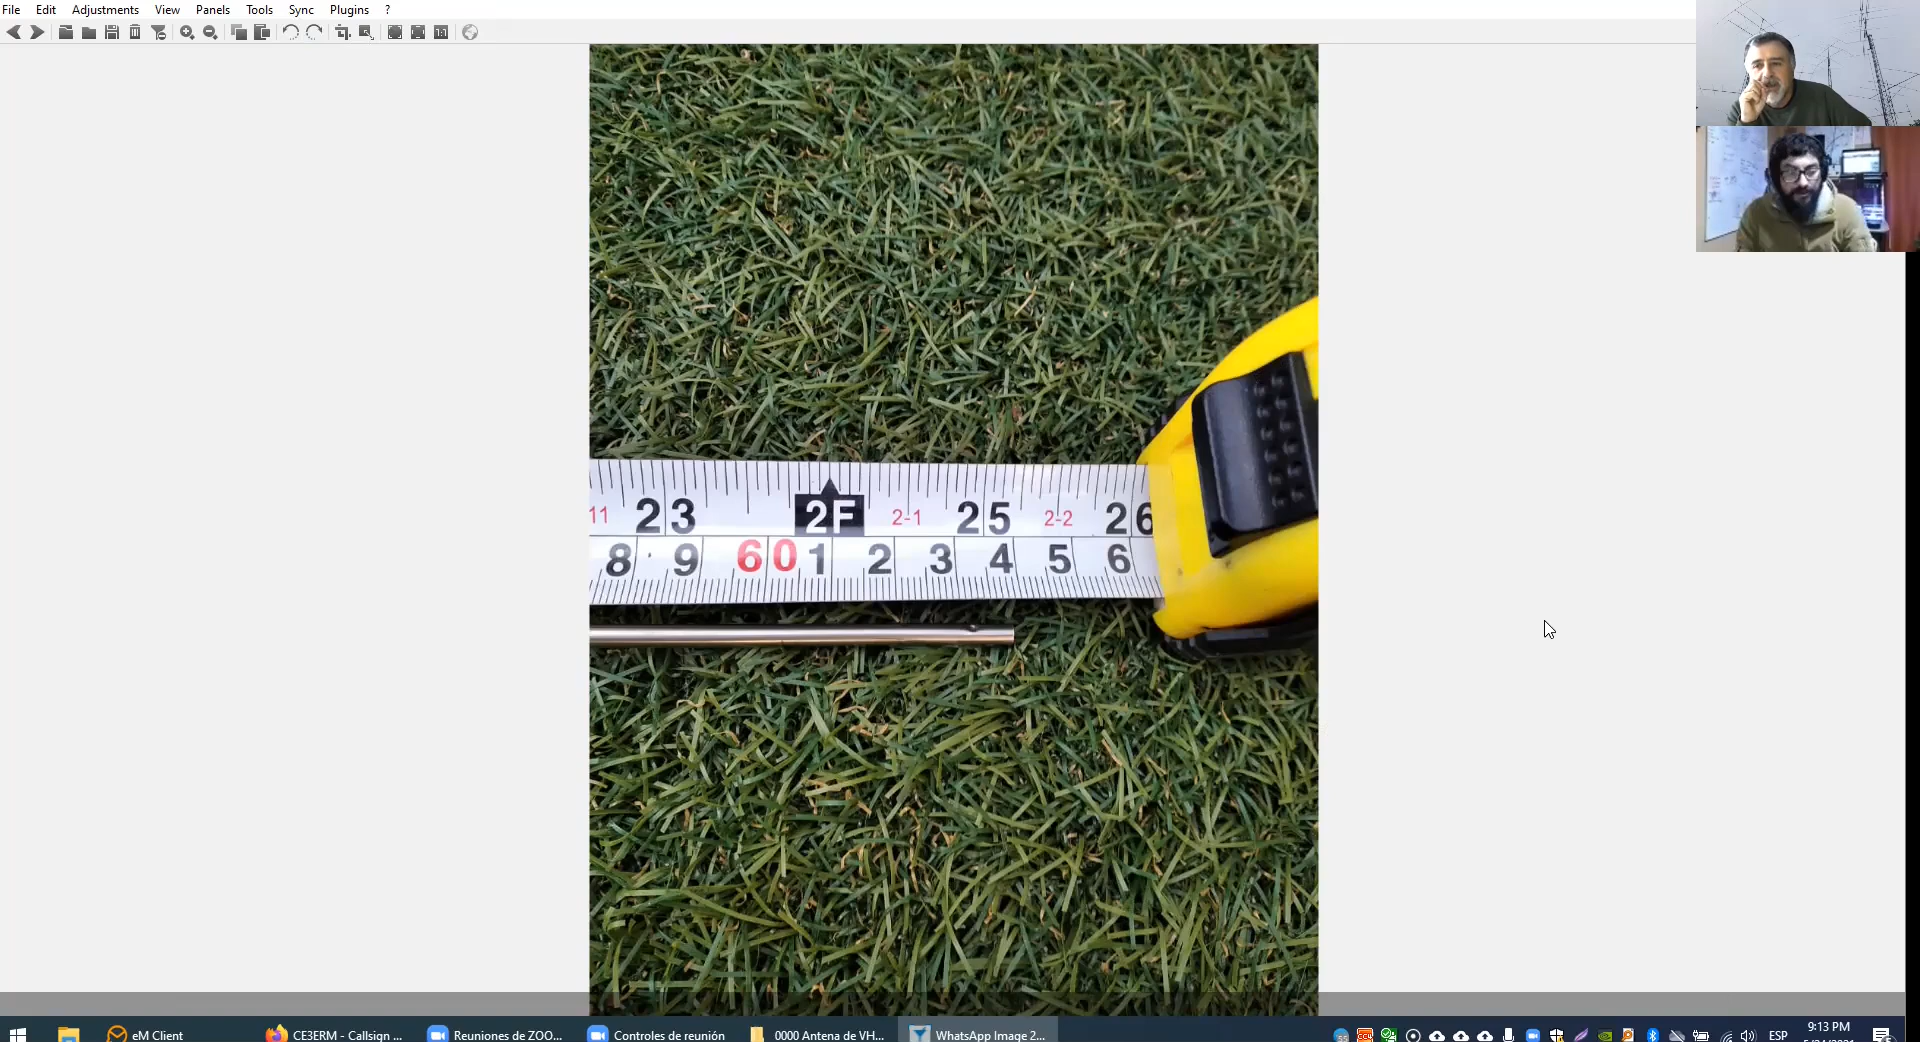 File Edit Adjustments View Panels Tools Sync Plugins ?
1:1
11 23 2F 2-1 25 2-2 26
8 9 60 1 2 3 4 5 6
eM Client CE3ERM - Callsign ... Reuniones de ZOO... Controles de reunión 0000 Antena de VH... WhatsApp Image 2... ESP 9:13 PM